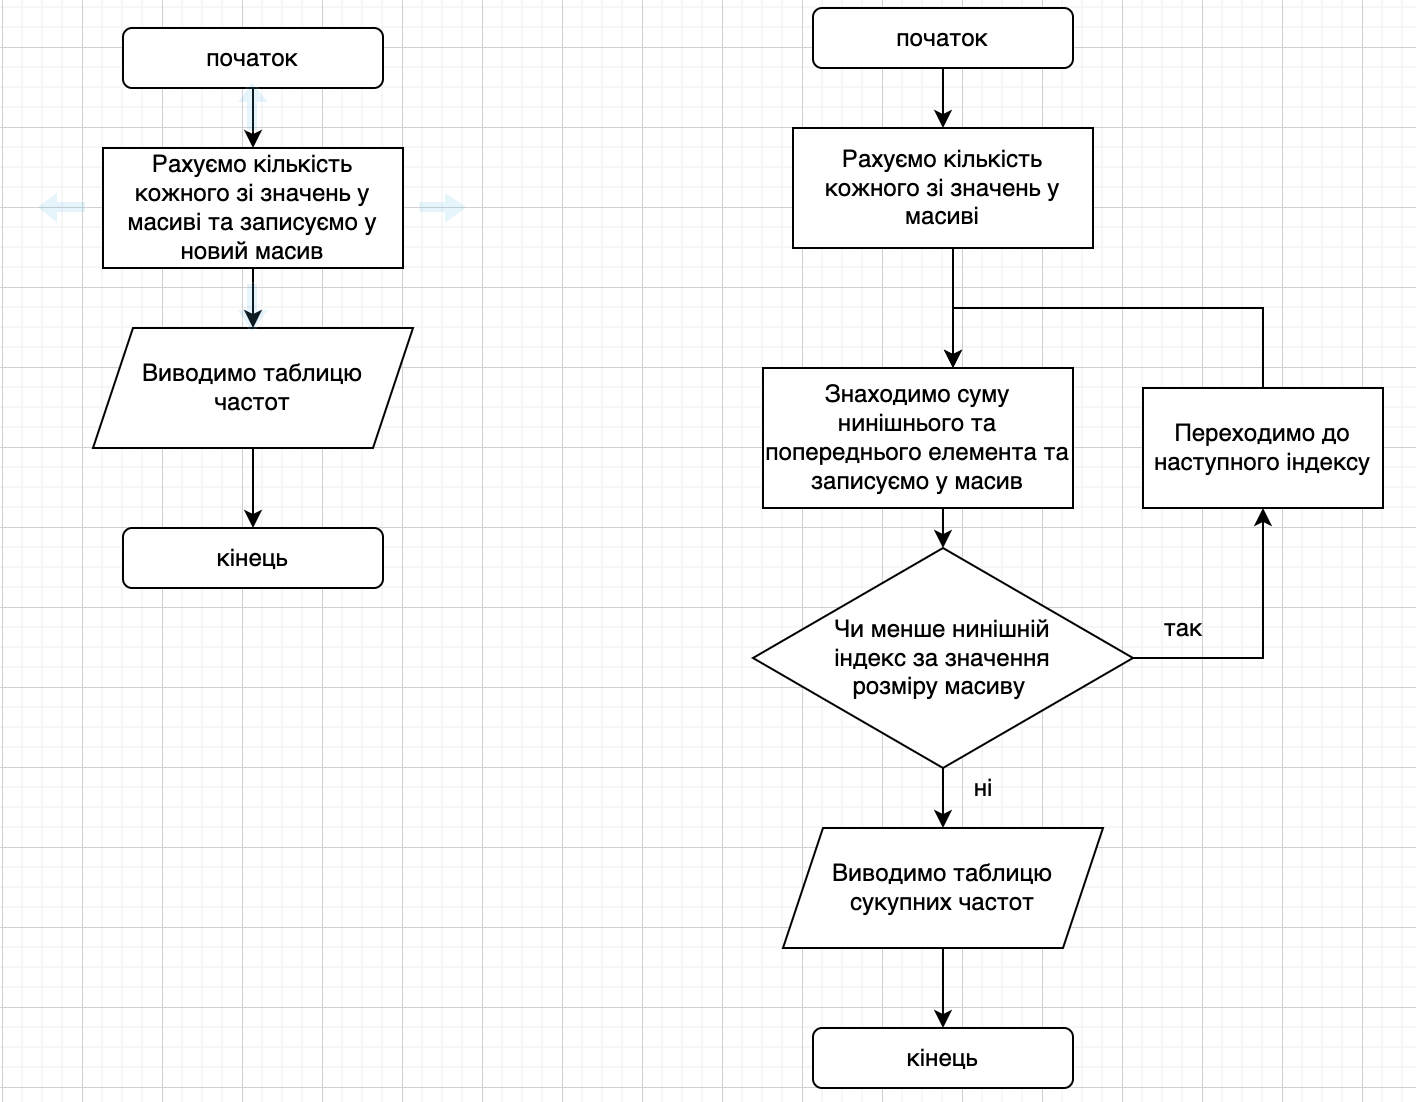 початок
Рахуємо кількість
кожного зі значень у
масиві та записуємо у
новий масив
Виводимо таблицю
частот
кінець
початок
Рахуємо кількість
кожного зі значень у
масиві
Знаходимо суму
нинішнього та
попереднього елемента та
записуємо у масив
Переходимо до
наступного індексу
Чи менше нинішній
індекс за значення
розміру масиву
так
ні
Виводимо таблицю
сукупних частот
кінець